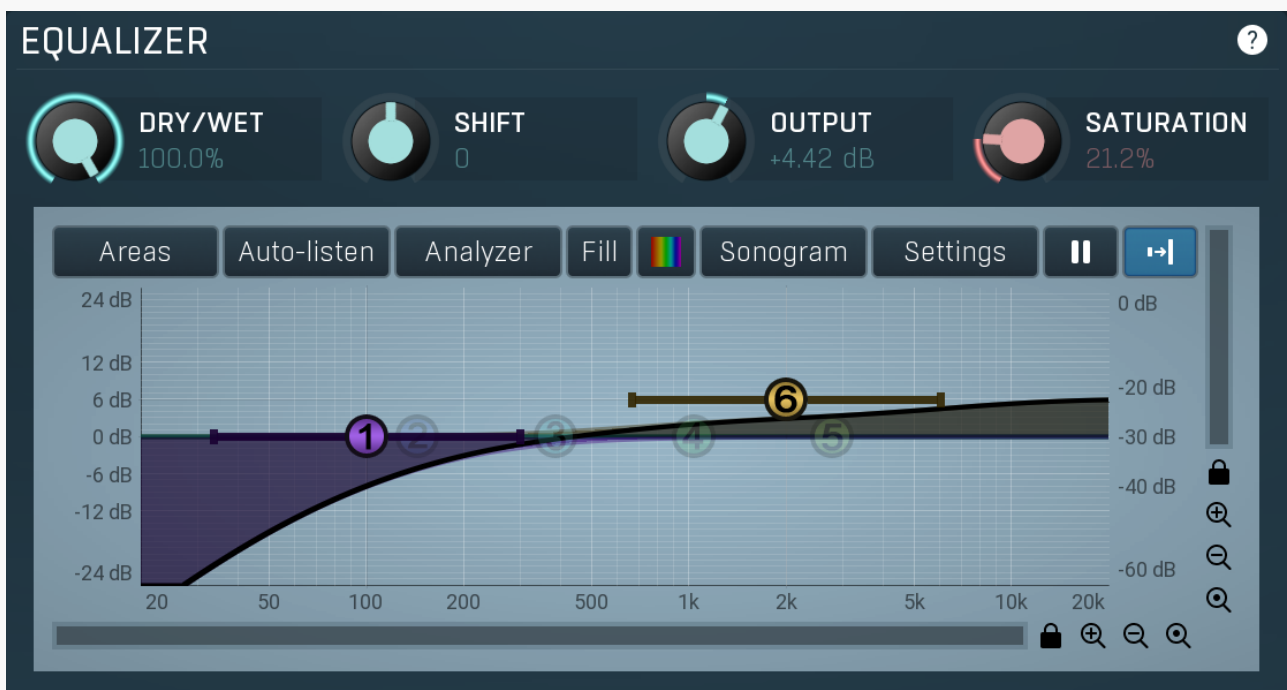 EQUALIZER ?
DRY/WET
100.0%
SHIFT
0
OUTPUT
+4.42 dB
SATURATION
21.2%
Areas Auto-listen Analyzer Fill Sonogram Settings
24 dB
12 dB
6 dB
0 dB
-6 dB
-12 dB
-24 dB
1 2 3 4 5 6
0 dB
-20 dB
-30 dB
-40 dB
-60 dB
20 50 100 200 500 1k 2k 5k 10k 20k